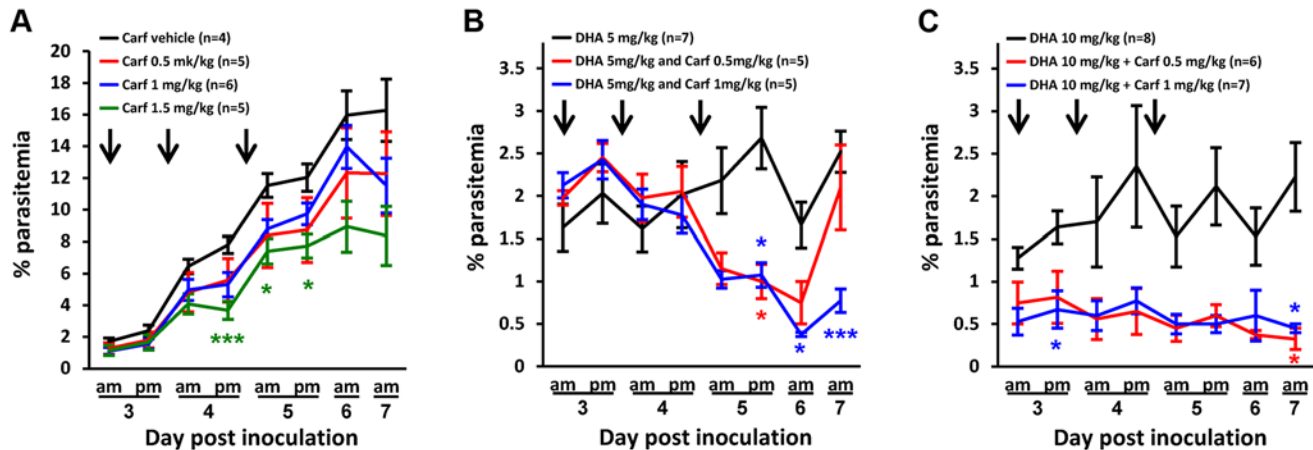 A
Carf vehicle (n=4)
Carf 0.5 mk/kg (n=5)
Carf 1 mg/kg (n=6)
Carf 1.5 mg/kg (n=5)
% parasitemia
20
18
16
14
12
10
8
6
4
2
0
*
*
***
am pm am pm am pm am am
3 4 5 6 7
Day post inoculation
B
DHA 5 mg/kg (n=7)
DHA 5mg/kg and Carf 0.5mg/kg (n=5)
DHA 5mg/kg and Carf 1mg/kg (n=5)
% parasitemia
3.5
3
2.5
2
1.5
1
0.5
0
*
*
*
***
am pm am pm am pm am am
3 4 5 6 7
Day post inoculation
C
DHA 10 mg/kg (n=8)
DHA 10 mg/kg + Carf 0.5 mg/kg (n=6)
DHA 10 mg/kg + Carf 1 mg/kg (n=7)
% parasitemia
3.5
3
2.5
2
1.5
1
0.5
0
*
*
*
am pm am pm am pm am am
3 4 5 6 7
Day post inoculation